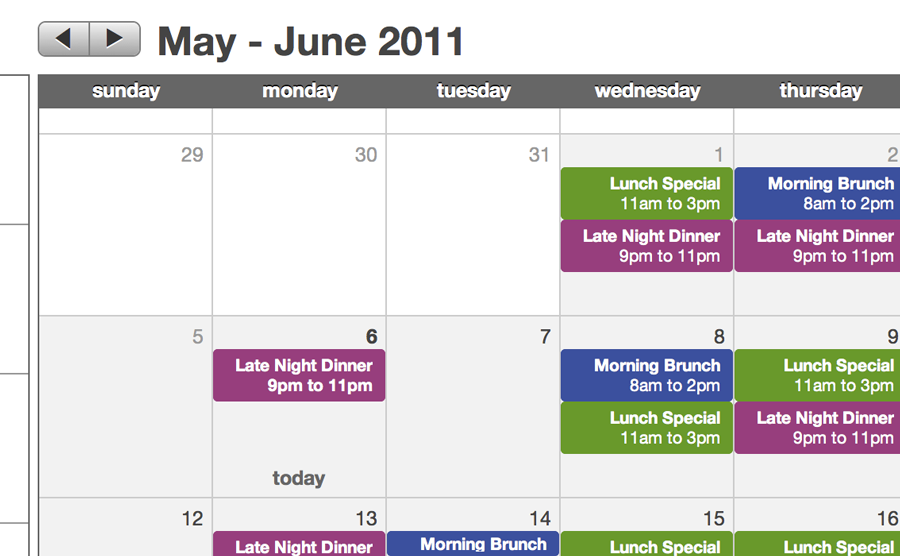 May - June 2011
sunday monday tuesday wednesday thursday
29 30 31 1 2
Lunch Special Morning Brunch
11am to 3pm 8am to 2pm
Late Night Dinner Late Night Dinner
9pm to 11pm 9pm to 11pm
5 6 7 8 9
Late Night Dinner Morning Brunch Lunch Special
9pm to 11pm 8am to 2pm 11am to 3pm
Lunch Special Late Night Dinner
11am to 3pm 9pm to 11pm
today
12 13 14 15 16
Late Night Dinner Morning Brunch Lunch Special Lunch Special